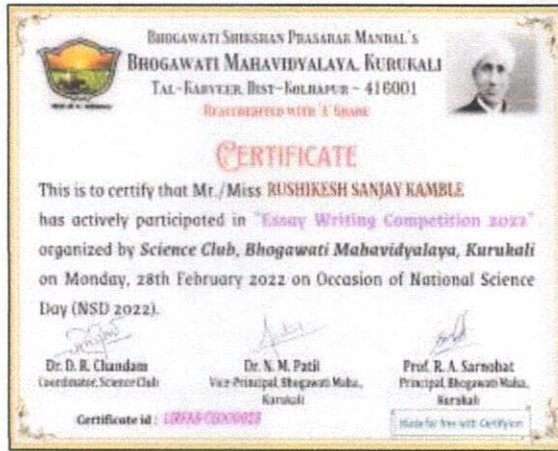 BHOGAWATI SHIKSHAN PRASARAK MANDAL'S
BHOGAWATI MAHAVIDYALAYA, KURUKALI
TAL-KARVEER, DIST-KOLHAPUR - 416001
REACCREDITED WITH 'A' GRADE
CERTIFICATE
This is to certify that Mr./Miss RUSHIKESH SANJAY KAMBLE
has actively participated in "Essay Writing Competition 2022"
organized by Science Club, Bhogawati Mahavidyalaya, Kurukali
on Monday, 28th February 2022 on Occasion of National Science
Day (NSD 2022).
Dr. D. R. Chandam
Coordinator, Science Club
Dr. N. M. Patil
Vice-Principal, Bhogawati Maha.,
Kurukali
Prof. R. A. Sarnobat
Principal, Bhogawati Maha.,
Kurukali
Certificate id :
Made for free with Certify'em